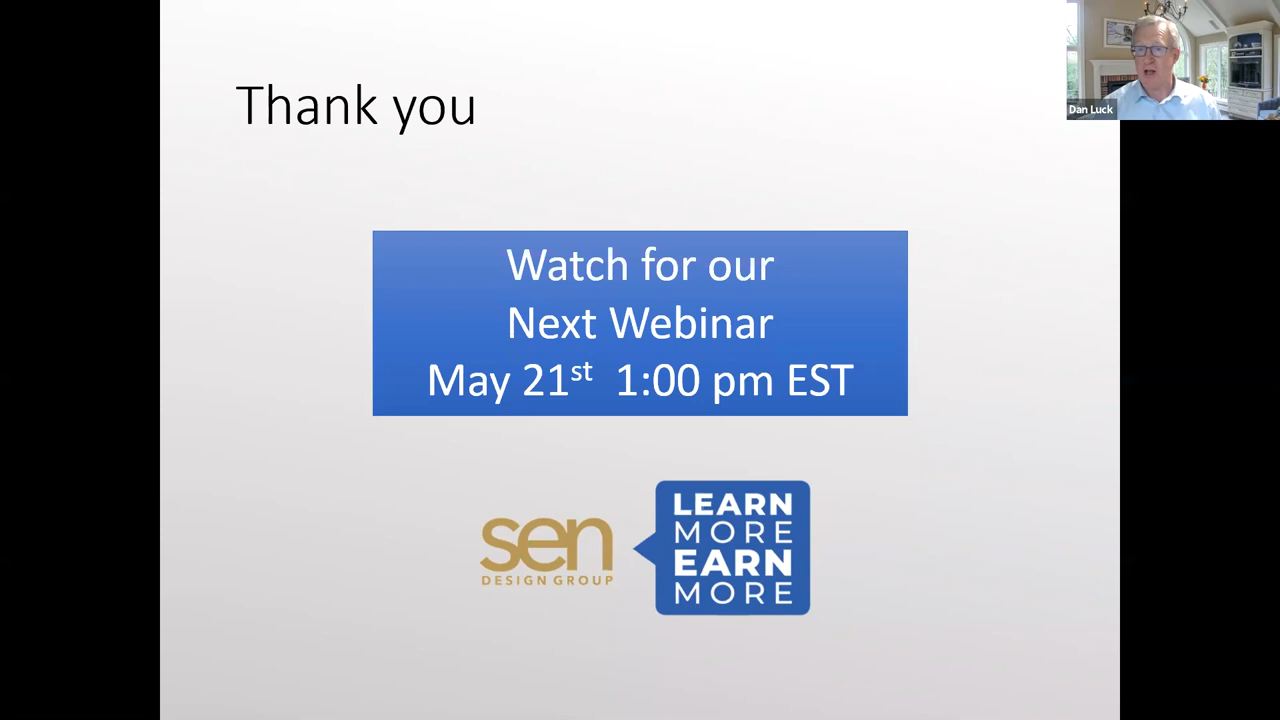 Thank you
Dan Luck
Watch for our
Next Webinar
May 21st 1:00 pm EST
sen
DESIGN GROUP
LEARN
MORE
EARN
MORE